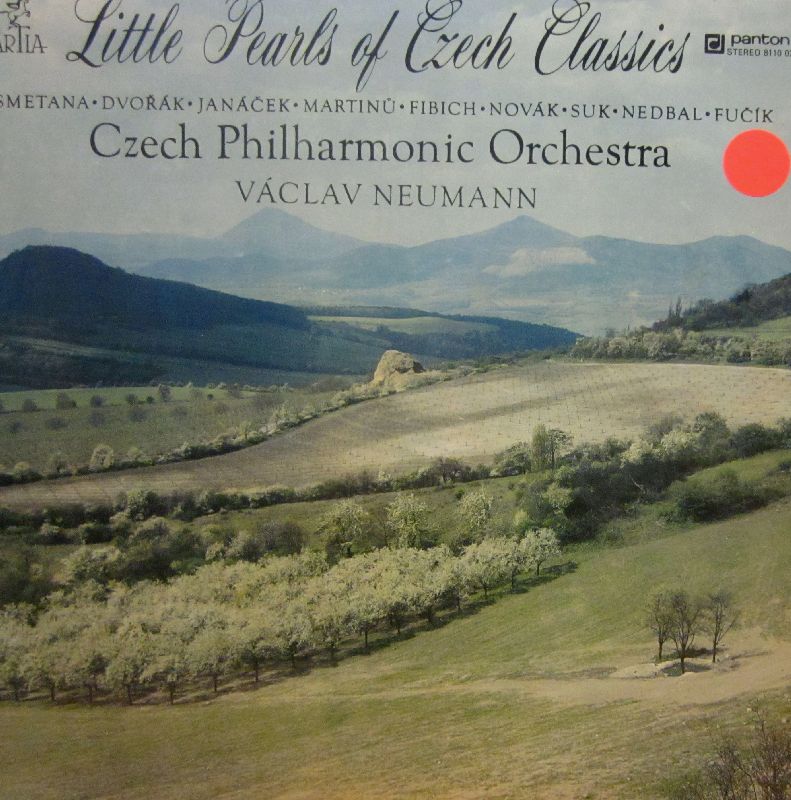 Little Pearls of Czech Classics
ARTIA
panton
STEREO 8110 02
SMETANA • DVOŘÁK • JANÁČEK • MARTINŮ • FIBICH • NOVÁK • SUK • NEDBAL • FUČÍK
Czech Philharmonic Orchestra
VÁCLAV NEUMANN